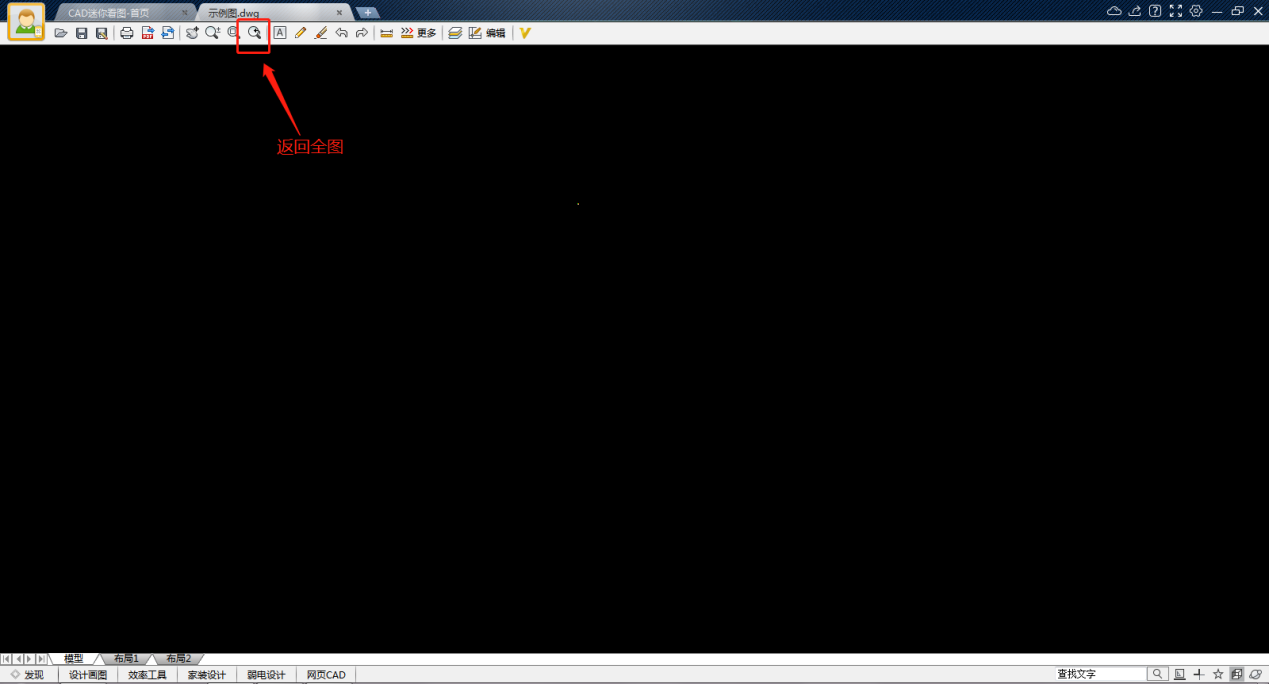 CAD迷你看图-首页
示例图.dwg
A
更多
编辑
返回全图
模型
布局1
布局2
发现
设计画图
效率工具
家装设计
弱电设计
网页CAD
查找文字